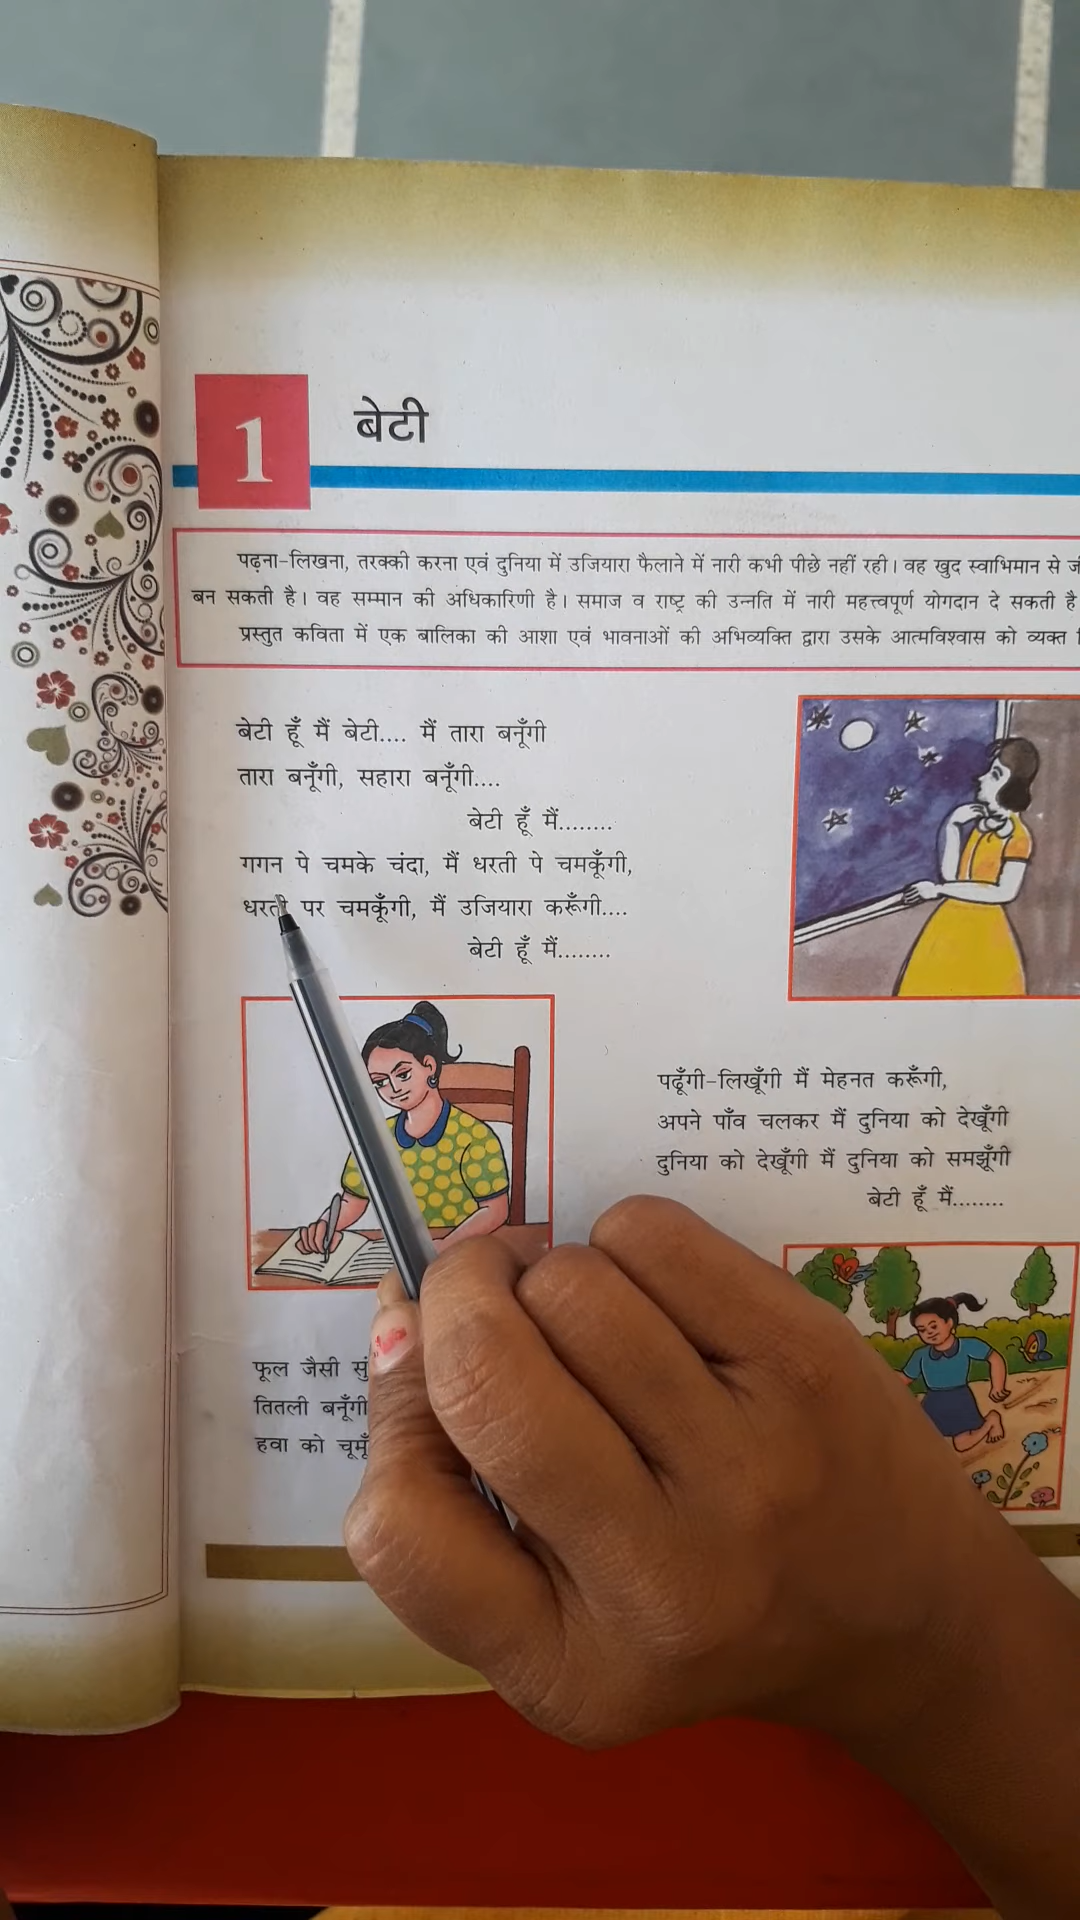 1 बेटी
पढ़ना-लिखना, तरक्की करना एवं दुनिया में उजियारा फैलाने में नारी कभी पीछे नहीं रही। वह खुद स्वाभिमान से
बन सकती है। वह सम्मान की अधिकारिणी है। समाज व राष्ट्र की उन्नति में नारी महत्त्वपूर्ण योगदान दे सकती है
प्रस्तुत कविता में एक बालिका की आशा एवं भावनाओं की अभिव्यक्ति द्वारा उसके आत्मविश्वास को व्यक्त
बेटी हूँ मैं बेटी.... मैं तारा बनूँगी
तारा बनूँगी, सहारा बनूँगी....
बेटी हूँ मैं........
गगन पे चमके चंदा, मैं धरती पे चमकूँगी,
धरती पर चमकूँगी, मैं उजियारा करूँगी....
बेटी हूँ मैं........
पढूँगी-लिखूँगी मैं मेहनत करूँगी,
अपने पाँव चलकर मैं दुनिया को देखूँगी
दुनिया को देखूँगी मैं दुनिया को समझूँगी
बेटी हूँ मैं........
फूल जैसी
तितली बनूँगी
हवा को